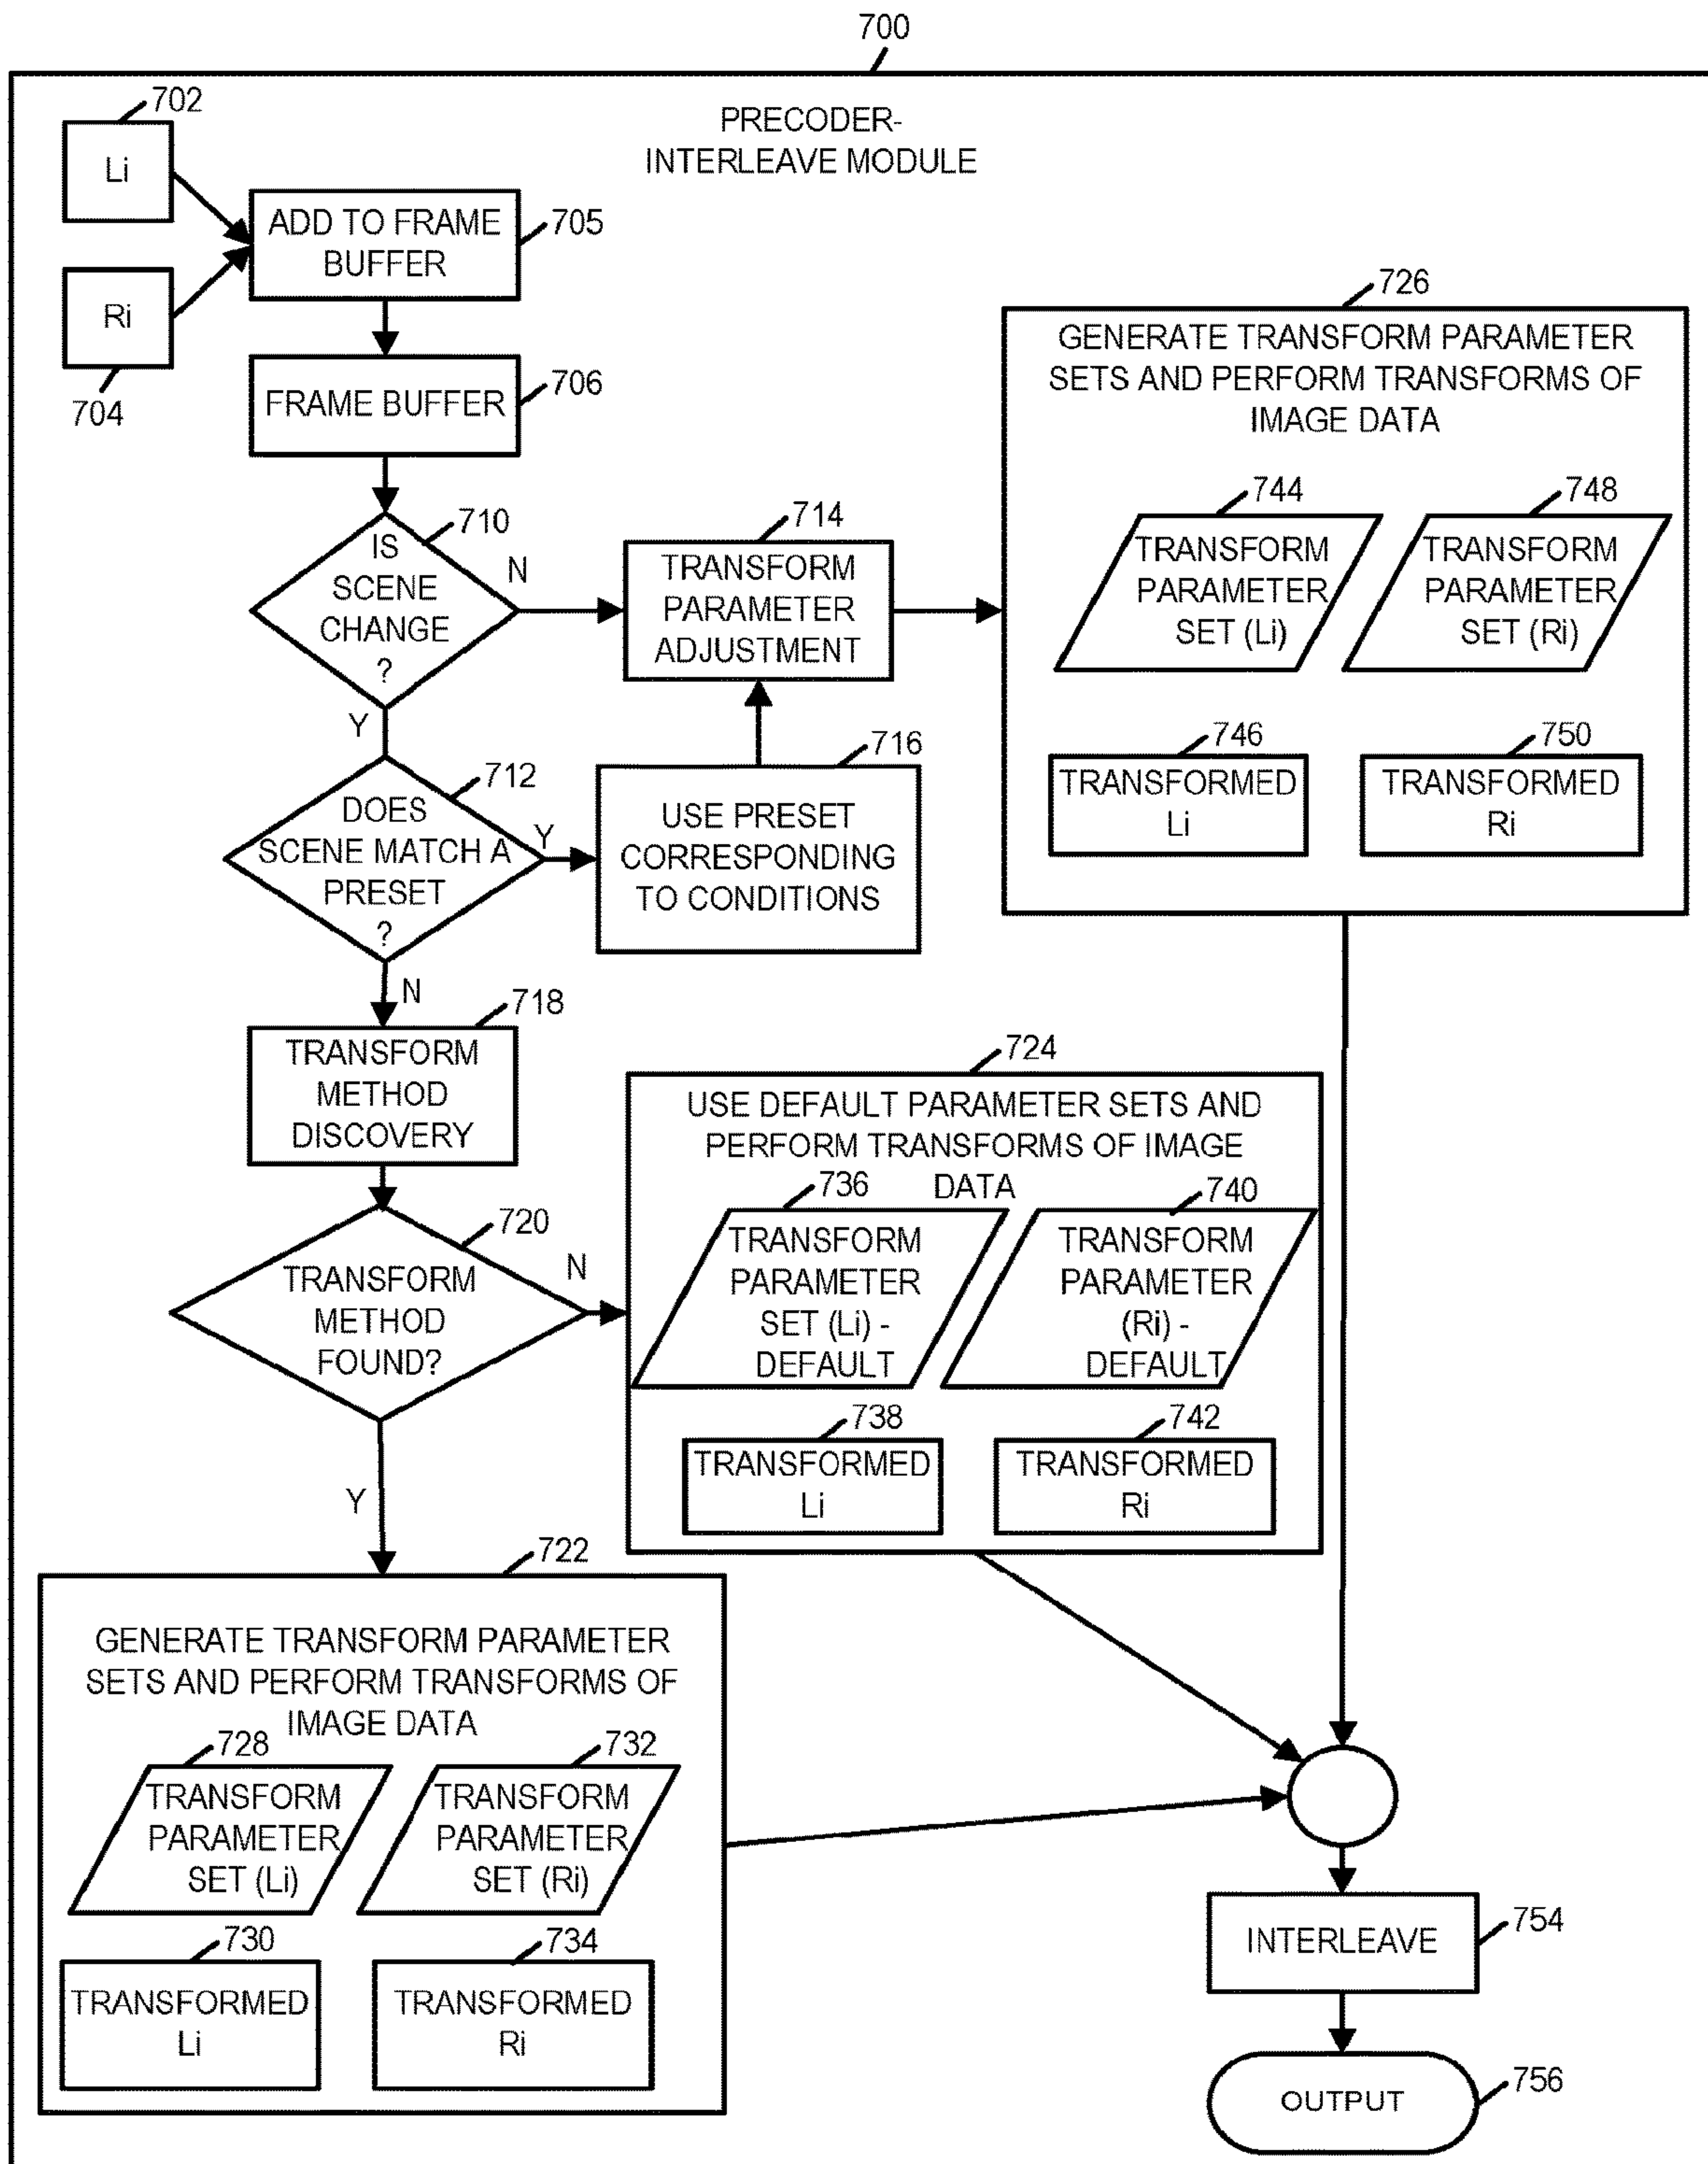 700
PRECODER-
INTERLEAVE MODULE
702
Li
Ri
704
ADD TO FRAME
BUFFER
705
FRAME BUFFER
706
710
IS
SCENE
CHANGE
?
N
Y
714
TRANSFORM
PARAMETER
ADJUSTMENT
712
DOES
SCENE MATCH A
PRESET
?
Y
N
716
USE PRESET
CORRESPONDING
TO CONDITIONS
726
GENERATE TRANSFORM PARAMETER
SETS AND PERFORM TRANSFORMS OF
IMAGE DATA
744
TRANSFORM
PARAMETER
SET (Li)
748
TRANSFORM
PARAMETER
SET (Ri)
746
TRANSFORMED
Li
750
TRANSFORMED
Ri
718
TRANSFORM
METHOD
DISCOVERY
720
TRANSFORM
METHOD
FOUND?
N
Y
724
USE DEFAULT PARAMETER SETS AND
PERFORM TRANSFORMS OF IMAGE
DATA
736
TRANSFORM
PARAMETER
SET (Li) -
DEFAULT
740
TRANSFORM
PARAMETER
(Ri) -
DEFAULT
738
TRANSFORMED
Li
742
TRANSFORMED
Ri
722
GENERATE TRANSFORM PARAMETER
SETS AND PERFORM TRANSFORMS OF
IMAGE DATA
728
TRANSFORM
PARAMETER
SET (Li)
732
TRANSFORM
PARAMETER
SET (Ri)
730
TRANSFORMED
Li
734
TRANSFORMED
Ri
INTERLEAVE
754
OUTPUT
756